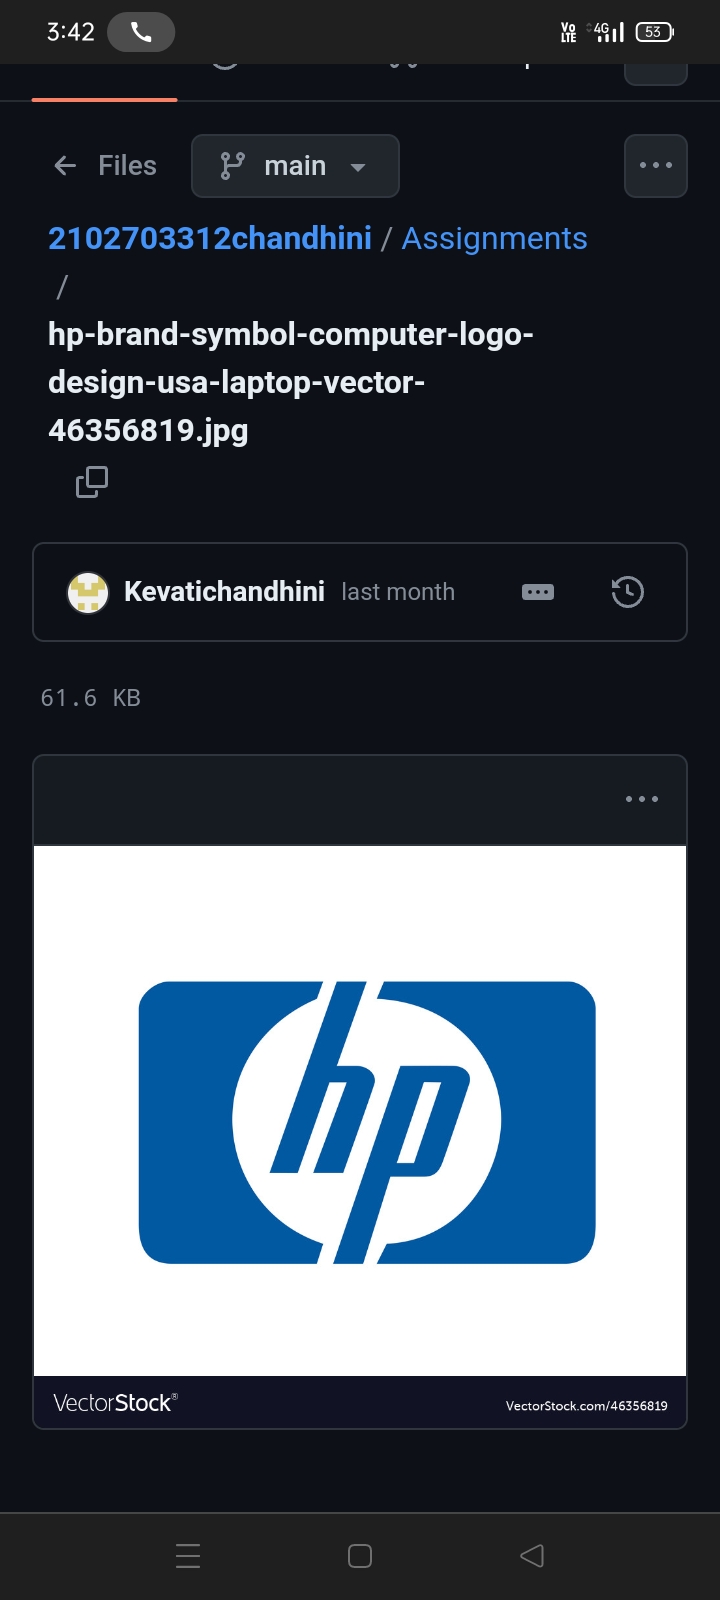 3:42 Vo LTE 4G 53
Files main
2102703312chandhini / Assignments
/
hp-brand-symbol-computer-logo-
design-usa-laptop-vector-
46356819.jpg
Kevatichandhini last month
61.6 KB
hp
VectorStock® VectorStock.com/46356819